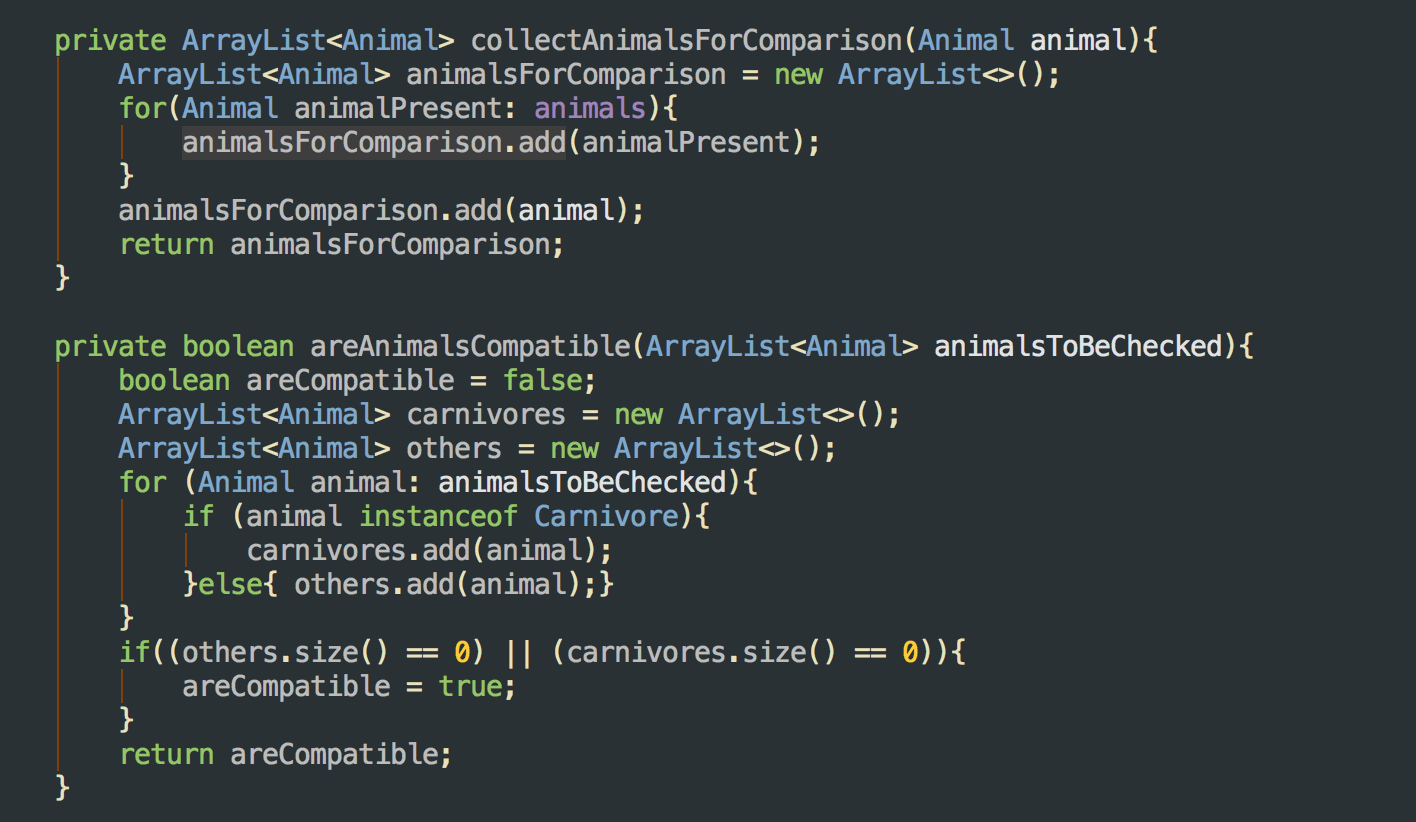 private ArrayList<Animal> collectAnimalsForComparison(Animal animal){
    ArrayList<Animal> animalsForComparison = new ArrayList<>();
    for(Animal animalPresent: animals){
        animalsForComparison.add(animalPresent);
    }
    animalsForComparison.add(animal);
    return animalsForComparison;
}

private boolean areAnimalsCompatible(ArrayList<Animal> animalsToBeChecked){
    boolean areCompatible = false;
    ArrayList<Animal> carnivores = new ArrayList<>();
    ArrayList<Animal> others = new ArrayList<>();
    for (Animal animal: animalsToBeChecked){
        if (animal instanceof Carnivore){
            carnivores.add(animal);
        }else{ others.add(animal);}
    }
    if((others.size() == 0) || (carnivores.size() == 0)){
        areCompatible = true;
    }
    return areCompatible;
}